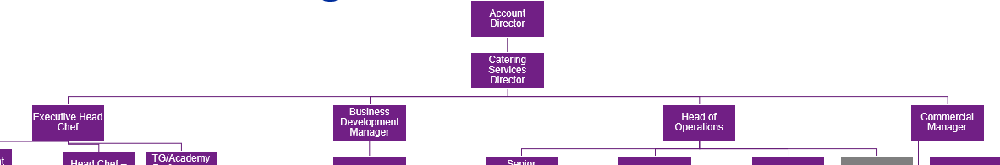 Account
Director
Catering
Services
Director
Executive Head
Chef
Business
Development
Manager
Head of
Operations
Commercial
Manager
Head Chef –
TG/Academy
Senior